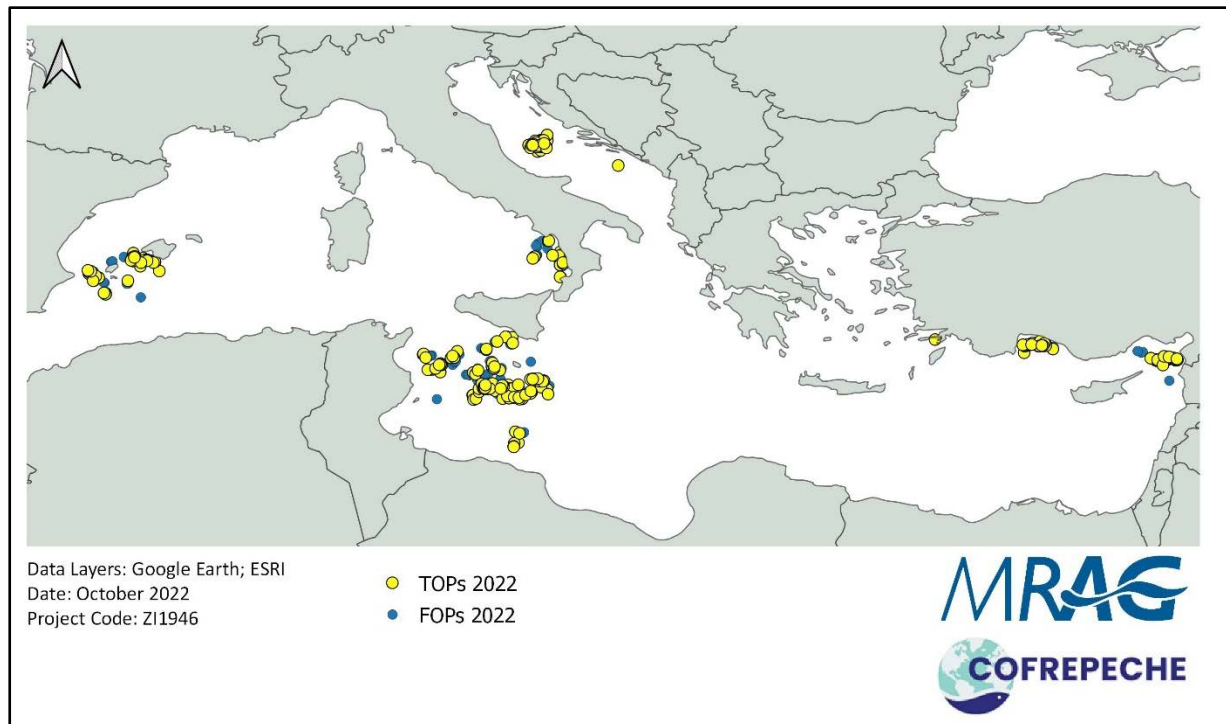 Data Layers: Google Earth; ESRI
Date: October 2022
Project Code: ZI1946
TOPs 2022
FOPs 2022
MRAG
COFREPECHE